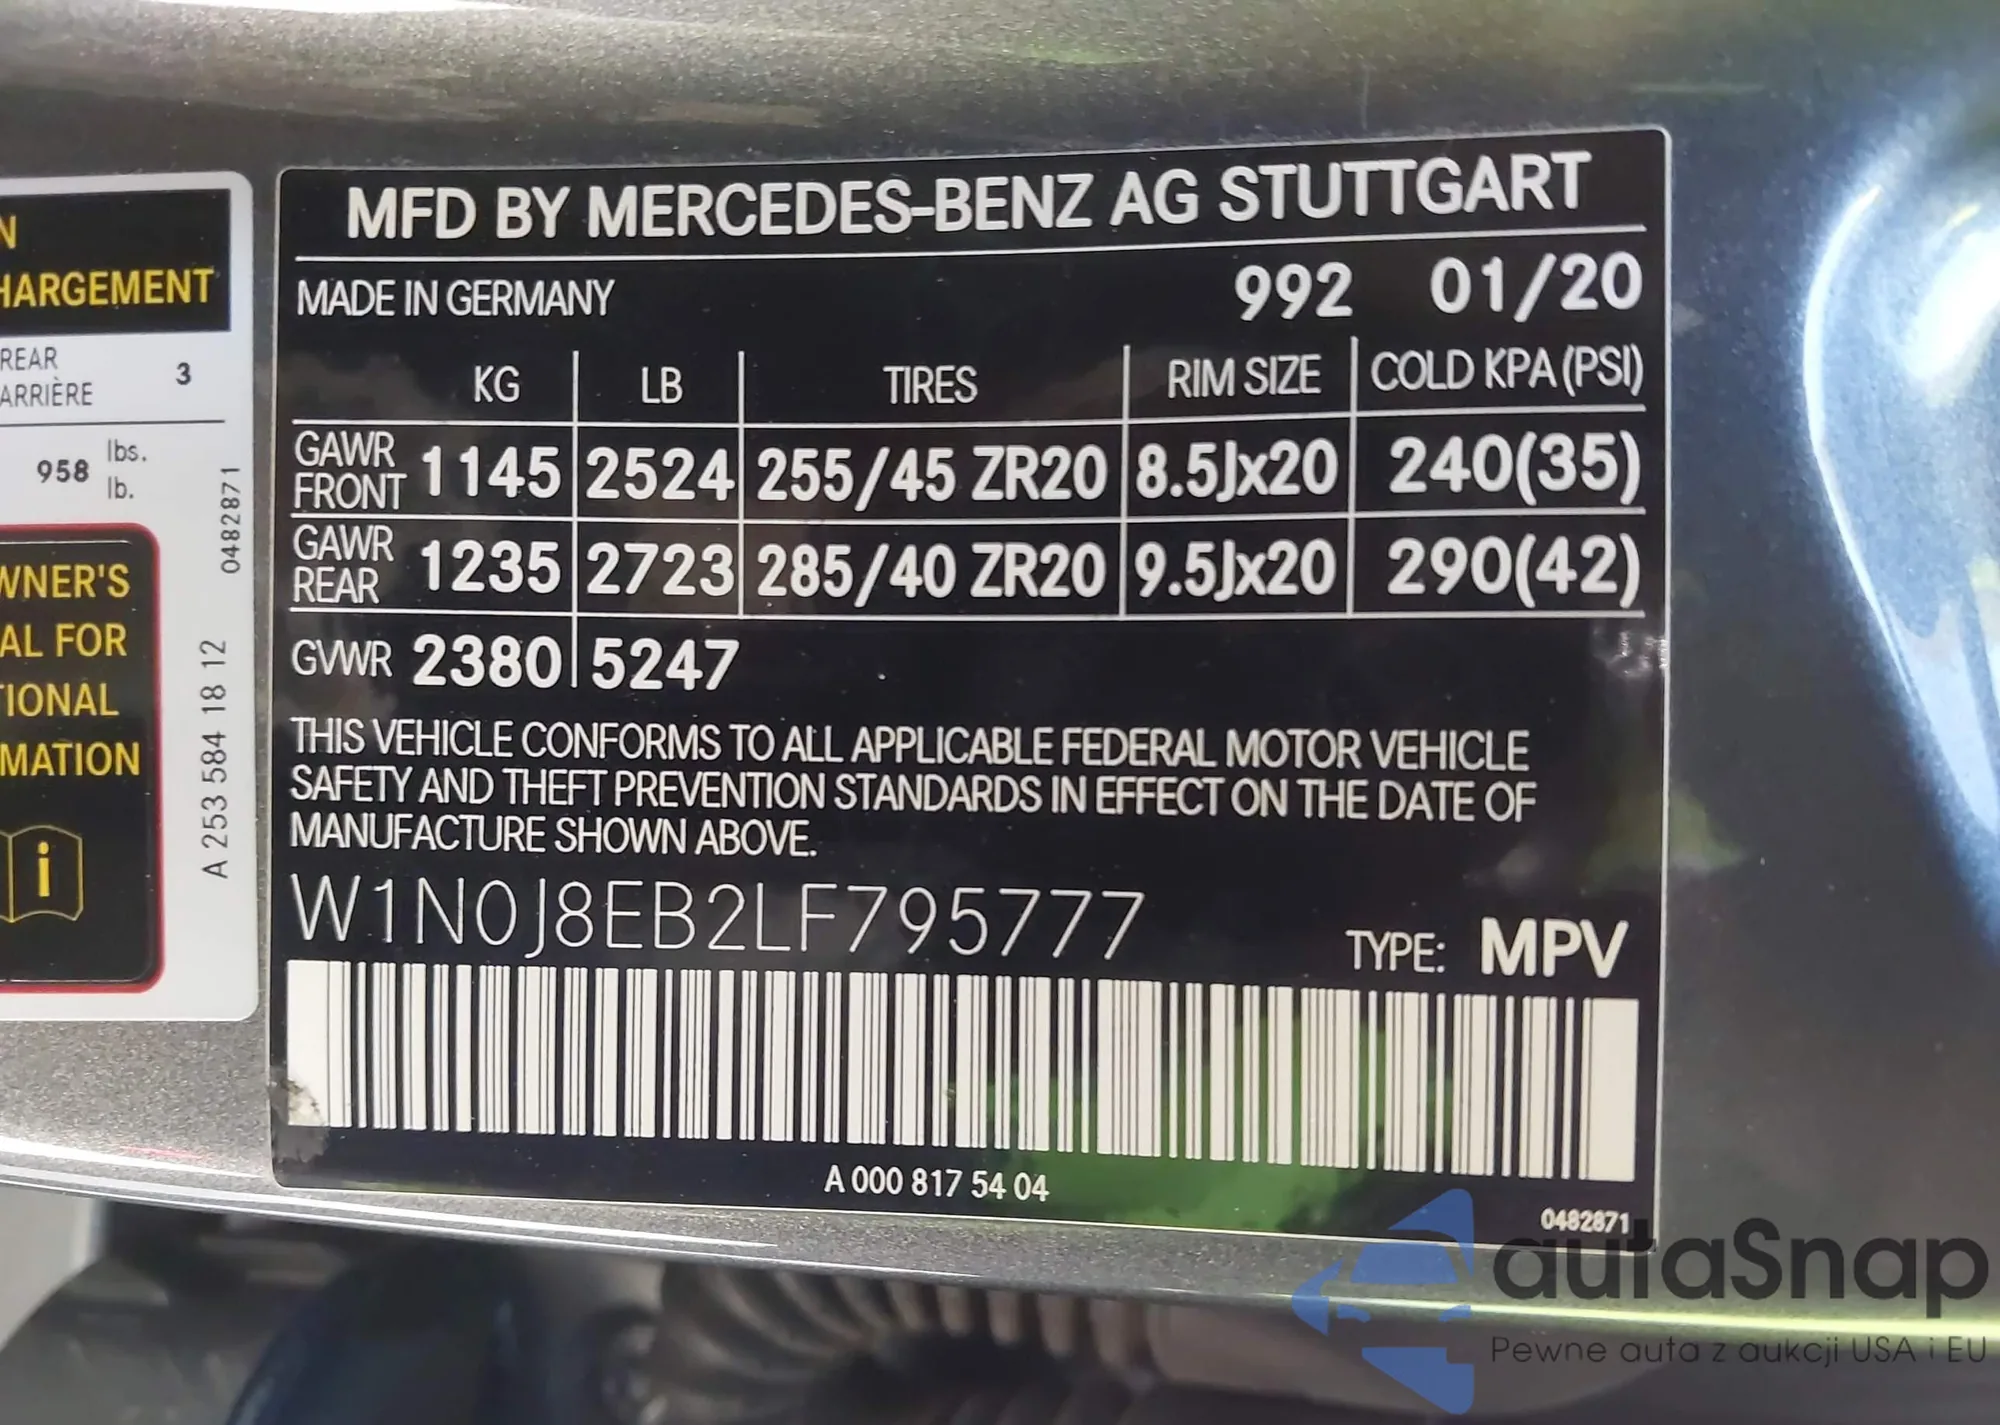 N
HARGEMENT
REAR
ARRIÈRE
3
958 lbs.
lb.
0482871
WNER'S
AL FOR
TIONAL
MATION
i
A 253 584 18 12
MFD BY MERCEDES-BENZ AG STUTTGART
MADE IN GERMANY 992 01/20
KG LB TIRES RIM SIZE COLD KPA (PSI)
GAWR FRONT 1145 2524 255/45 ZR20 8.5Jx20 240(35)
GAWR REAR 1235 2723 285/40 ZR20 9.5Jx20 290(42)
GVWR 2380 5247
THIS VEHICLE CONFORMS TO ALL APPLICABLE FEDERAL MOTOR VEHICLE
SAFETY AND THEFT PREVENTION STANDARDS IN EFFECT ON THE DATE OF
MANUFACTURE SHOWN ABOVE.
W1N0J8EB2LF795777
TYPE: MPV
A 000 817 54 04
0482871
autaSnap
Pewne auta z aukcji USA i EU